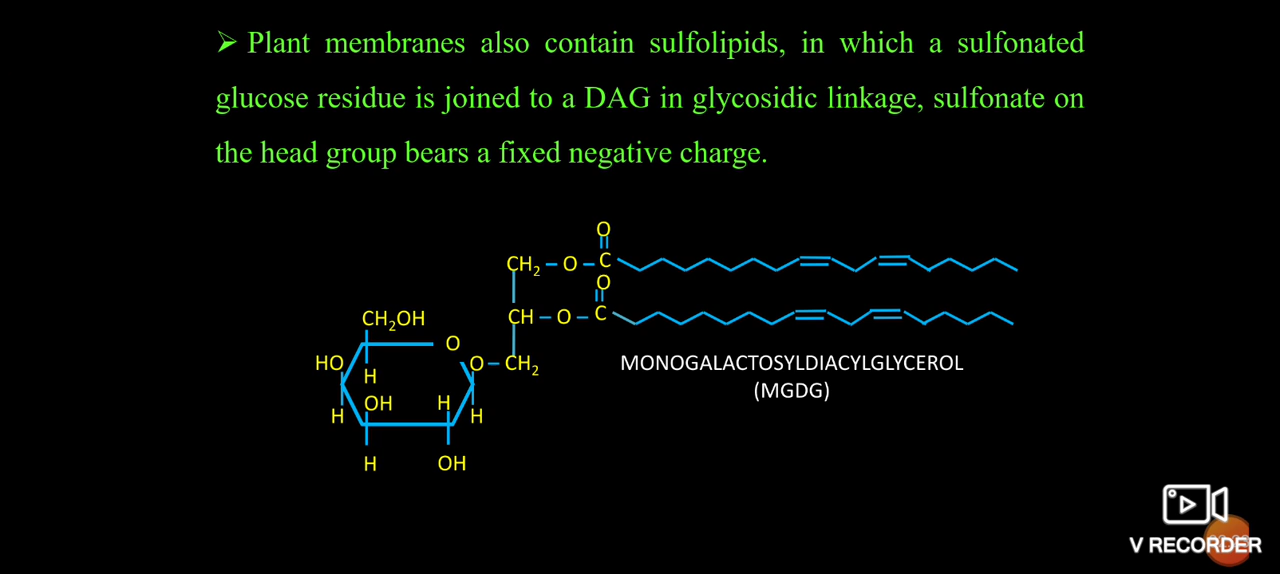 ➢ Plant membranes also contain sulfolipids, in which a sulfonated
glucose residue is joined to a DAG in glycosidic linkage, sulfonate on
the head group bears a fixed negative charge.
O
CH₂ – O – C
O
CH – O – C
CH₂OH
O
HO
O – CH₂
H
OH
H
H
H
H
OH
MONOGALACTOSYLDIACYLGLYCEROL
(MGDG)
V RECORDER